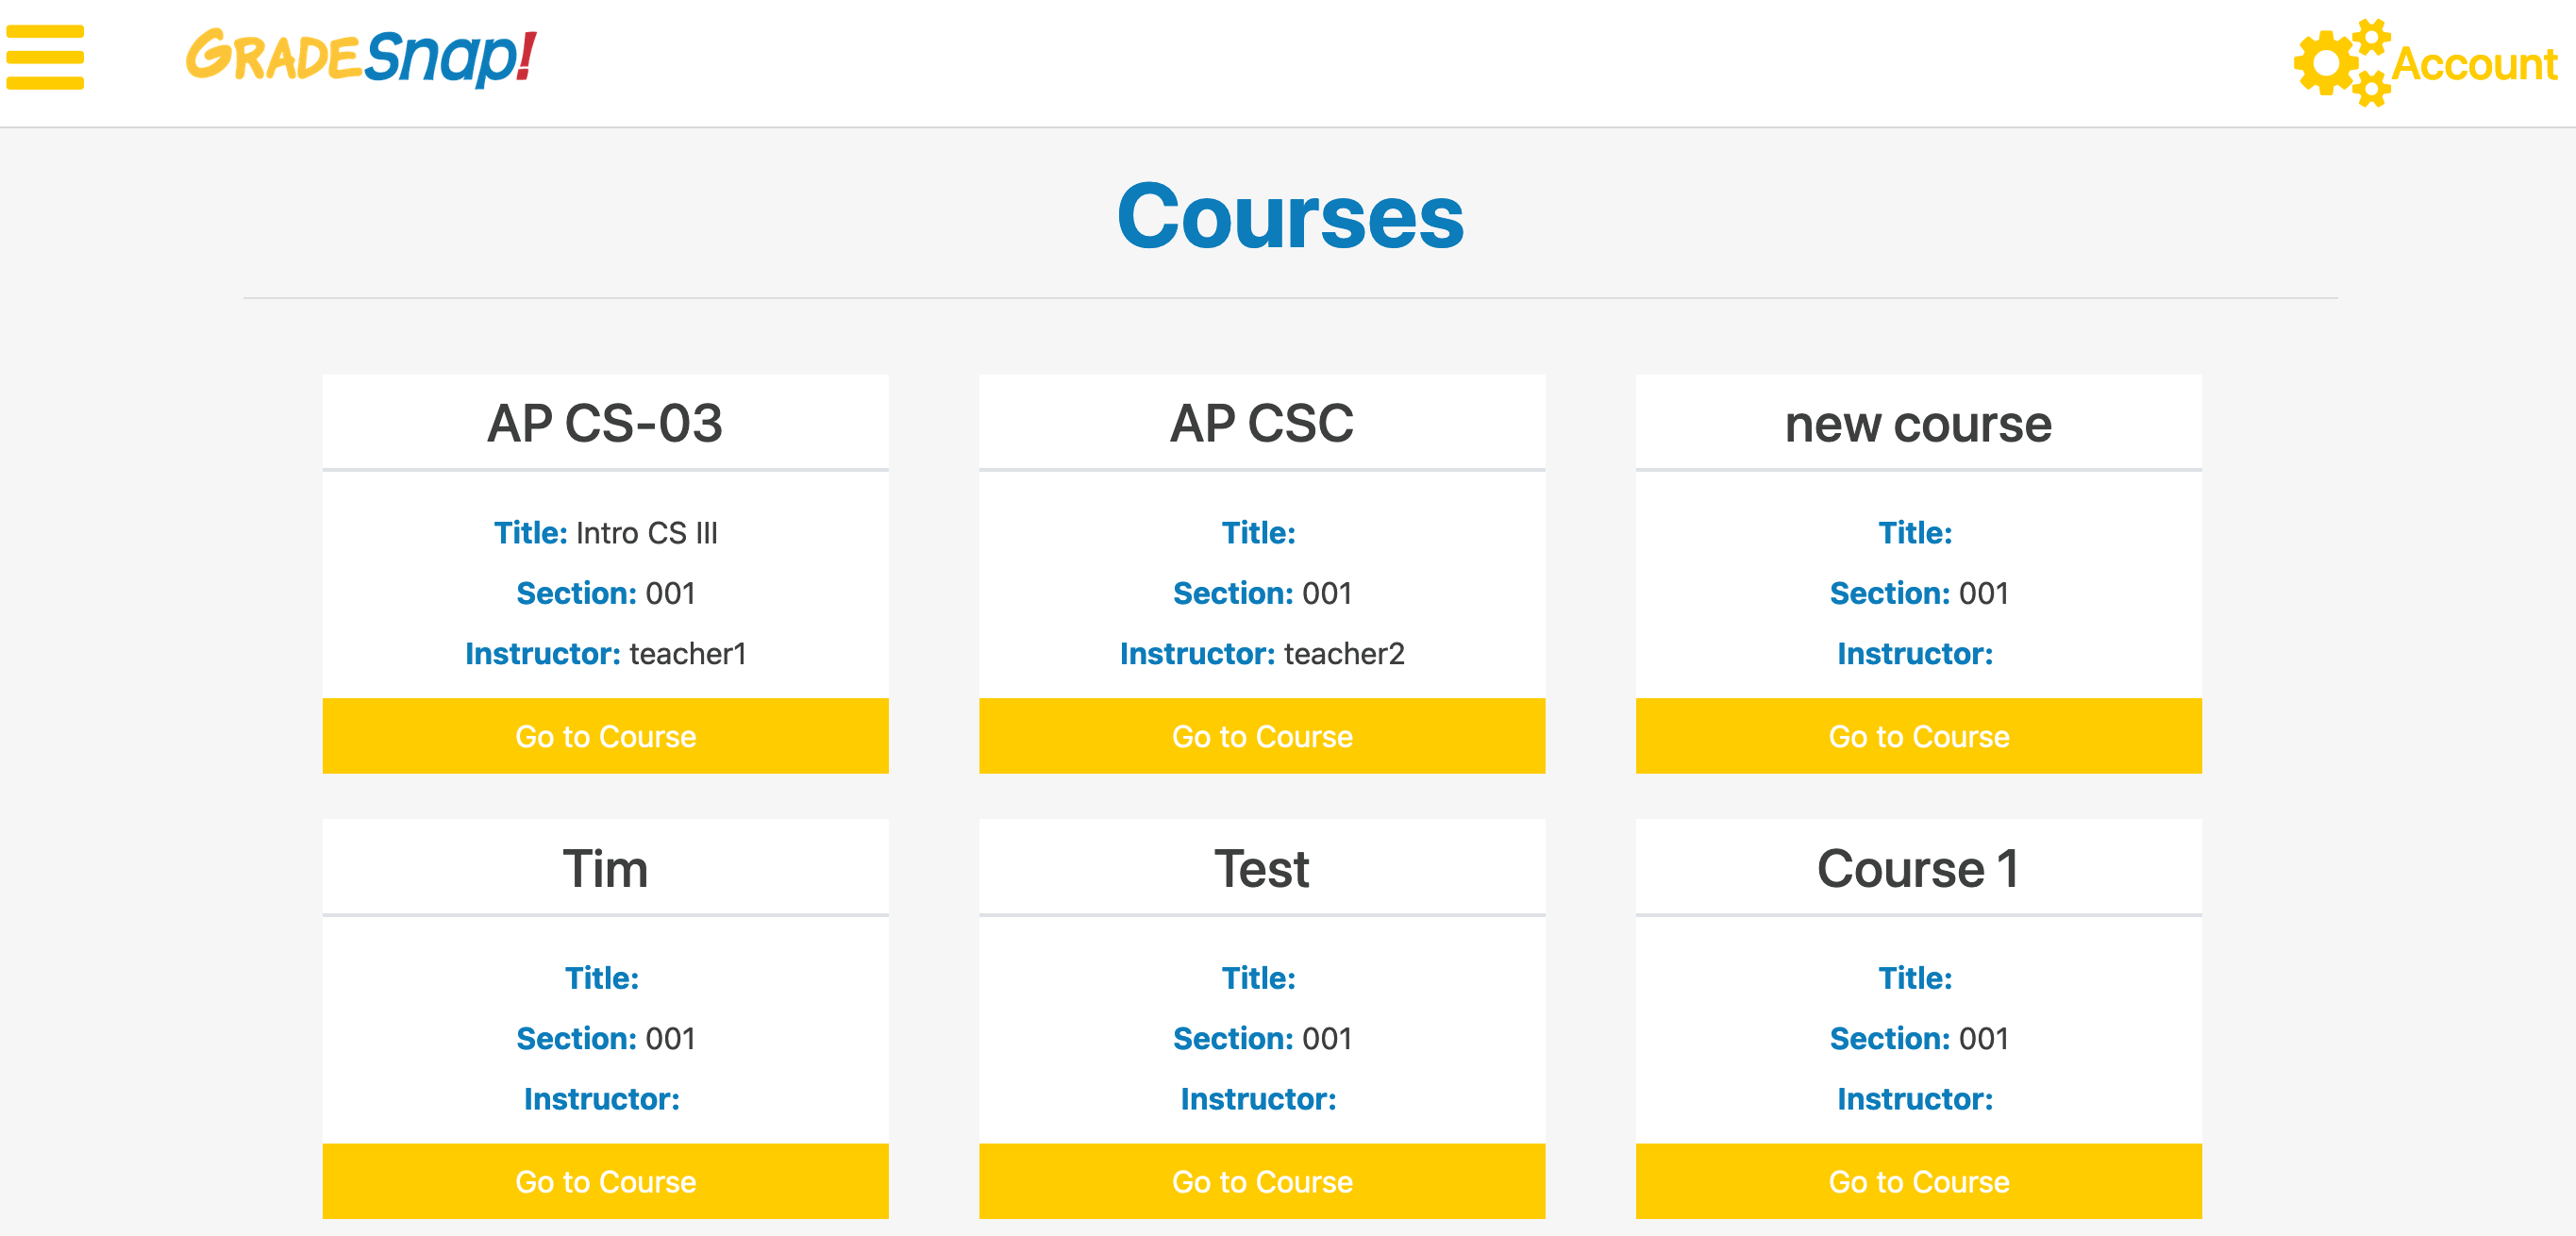 GRADESnap!
Account
Courses
AP CS-03
Title: Intro CS III
Section: 001
Instructor: teacher1
Go to Course
AP CSC
Title:
Section: 001
Instructor: teacher2
Go to Course
new course
Title:
Section: 001
Instructor:
Go to Course
Tim
Title:
Section: 001
Instructor:
Go to Course
Test
Title:
Section: 001
Instructor:
Go to Course
Course 1
Title:
Section: 001
Instructor:
Go to Course